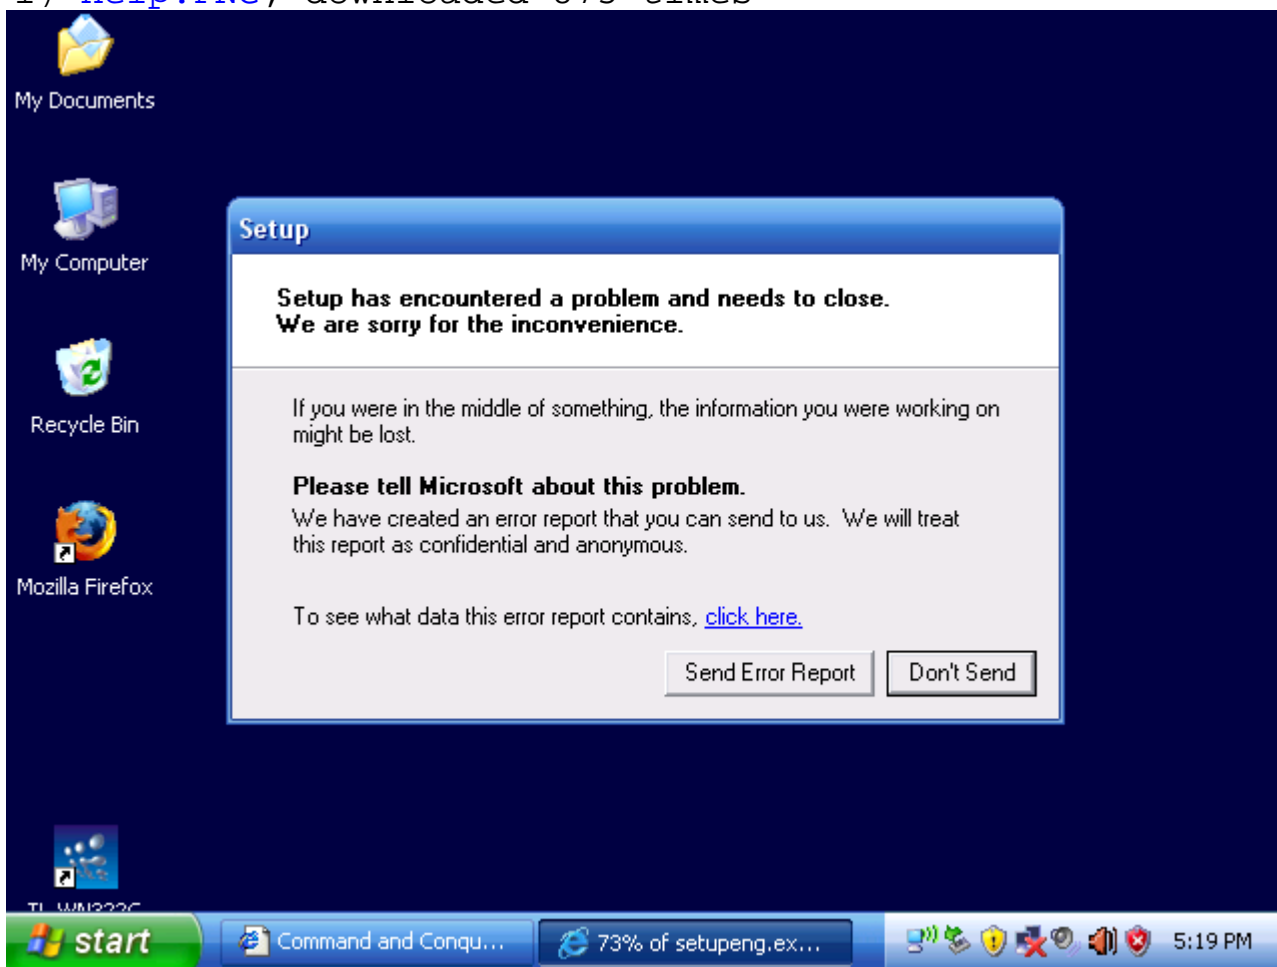 My Documents
My Computer
Recycle Bin
Mozilla Firefox
Setup
Setup has encountered a problem and needs to close.
We are sorry for the inconvenience.
If you were in the middle of something, the information you were working on
might be lost.
Please tell Microsoft about this problem.
We have created an error report that you can send to us. We will treat
this report as confidential and anonymous.
To see what data this error report contains, click here.
Send Error Report
Don't Send
start
Command and Conqu...
73% of setupeng.ex...
5:19 PM